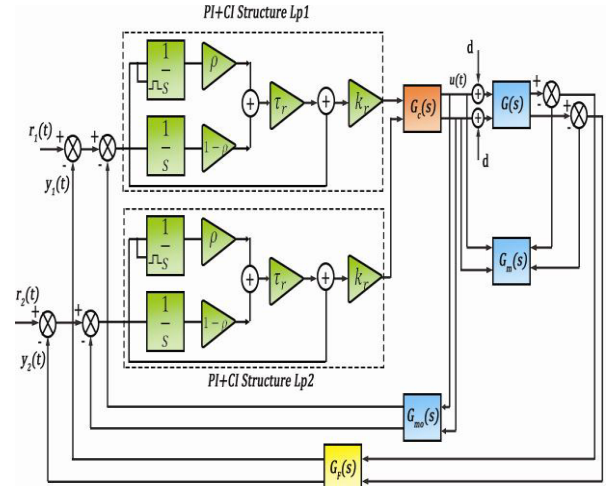 PI+CI Structure Lp1
1
s
ρ
τr
kr
1
s
1 - ρ
r1(t)
+
-
+
-
y1(t)
Gc(s)
u(t)
d
+
+
d
G(s)
+
-
+
-
Gm(s)
1
s
ρ
+
τr
+
kr
1
s
1 - ρ
r2(t)
+
-
+
-
y2(t)
PI+CI Structure Lp2
Gmo(s)
GF(s)